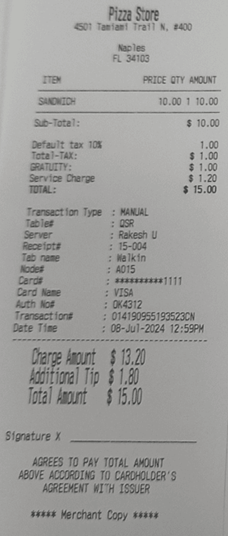 Pizza Store
4501 Tamiami Trail N, #400
Naples
FL 34103
ITEM PRICE QTY AMOUNT
SANDWICH 10.00 1 10.00
Sub-Total: $ 10.00
Default tax 10% 1.00
Total-TAX: $ 1.00
GRATUITY: $ 1.00
Service Charge $ 1.20
TOTAL: $ 15.00
Transaction Type : MANUAL
Table# : QSR
Server : Rakesh U
Receipt# : 15-004
Tab name : Walkin
Node# : A015
Card# : **********1111
Card Name : VISA
Auth No# : OK4312
Transaction# : 014190955193523CN
Date Time : 08-Jul-2024 12:59PM
Charge Amount $ 13.20
Additional Tip $ 1.80
Total Amount $ 15.00
Signature X
AGREES TO PAY TOTAL AMOUNT
ABOVE ACCORDING TO CARDHOLDER'S
AGREEMENT WITH ISSUER
***** Merchant Copy *****